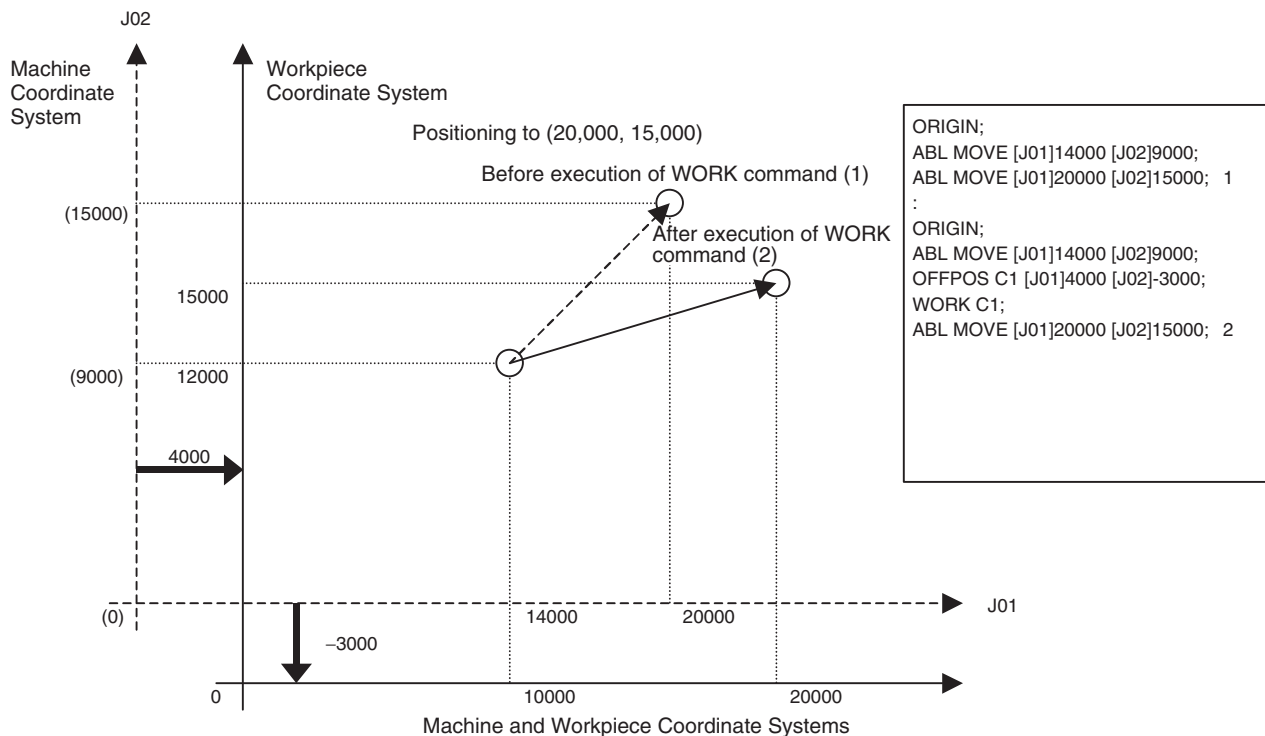 J02
Machine
Coordinate
System
Workpiece
Coordinate System
Positioning to (20,000, 15,000)
Before execution of WORK command (1)
(15000)
After execution of WORK
command (2)
15000
(9000)
12000
4000
(0)
14000
20000
J01
–3000
0
10000
20000
Machine and Workpiece Coordinate Systems
ORIGIN;
ABL MOVE [J01]14000 [J02]9000;
ABL MOVE [J01]20000 [J02]15000; 1
:
ORIGIN;
ABL MOVE [J01]14000 [J02]9000;
OFFPOS C1 [J01]4000 [J02]-3000;
WORK C1;
ABL MOVE [J01]20000 [J02]15000; 2